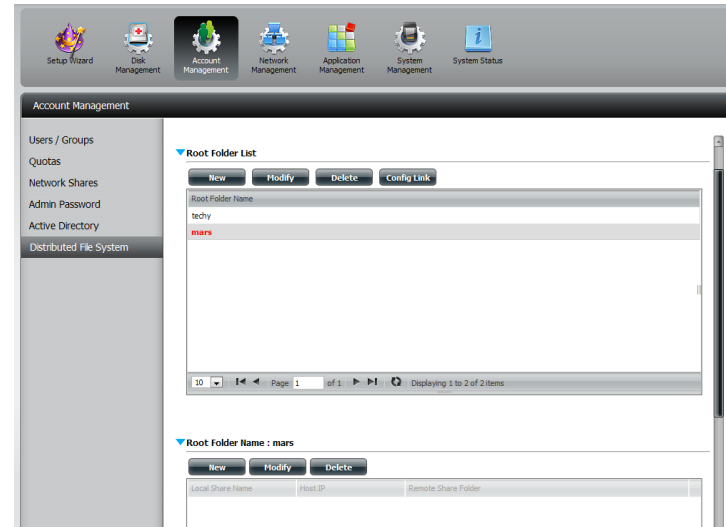 Setup Wizard
Disk Management
Account Management
Network Management
Application Management
System Management
System Status
Account Management
Users / Groups
Quotas
Network Shares
Admin Password
Active Directory
Distributed File System
Root Folder List
New Modify Delete Config Link
Root Folder Name
techy
mars
10 Page 1 of 1 Displaying 1 to 2 of 2 items
Root Folder Name : mars
New Modify Delete
Local Share Name Host IP Remote Share Folder